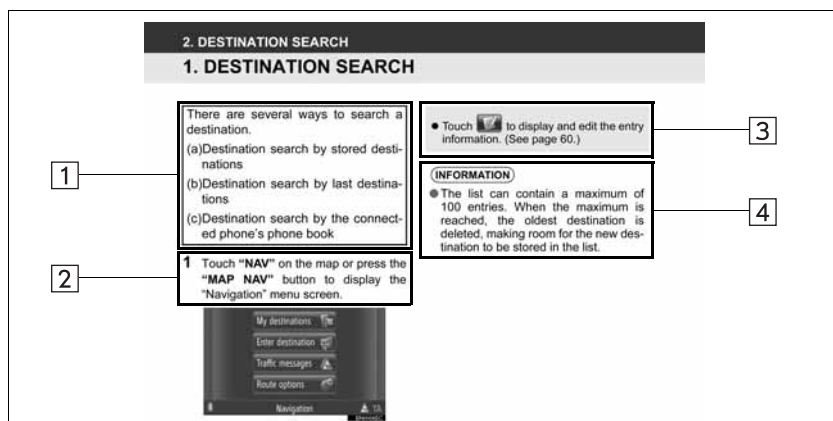 2. DESTINATION SEARCH
1. DESTINATION SEARCH
There are several ways to search a
destination.
(a)Destination search by stored desti-
nations
(b)Destination search by last destina-
tions
(c)Destination search by the connect-
ed phone's phone book
1
1 Touch "NAV" on the map or press the
"MAP NAV" button to display the
"Navigation" menu screen.
2
My destinations
Enter destination
Traffic messages
Route options
Navigation
● Touch to display and edit the entry
information. (See page 60.)
3
INFORMATION
● The list can contain a maximum of
100 entries. When the maximum is
reached, the oldest destination is
deleted, making room for the new des-
tination to be stored in the list.
4